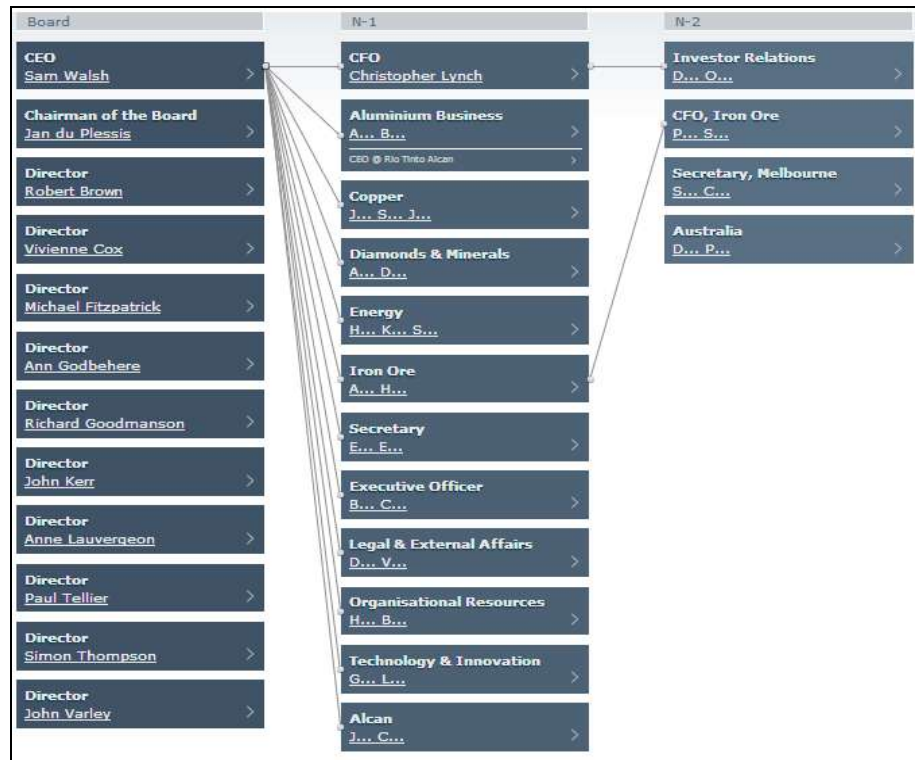 Board
CEO
Sam Walsh
Chairman of the Board
Jan du Plessis
Director
Robert Brown
Director
Vivienne Cox
Director
Michael Fitzpatrick
Director
Ann Godbehere
Director
Richard Goodmanson
Director
John Kerr
Director
Anne Lauvergeon
Director
Paul Tellier
Director
Simon Thompson
Director
John Varley
N-1
CFO
Christopher Lynch
Aluminium Business
A... B...
CEO @ Rio Tinto Alcan
Copper
J... S... J...
Diamonds & Minerals
A... D...
Energy
H... K... S...
Iron Ore
A... H...
Secretary
E... E...
Executive Officer
B... C...
Legal & External Affairs
D... V...
Organisational Resources
H... B...
Technology & Innovation
G... L...
Alcan
J... C...
N-2
Investor Relations
D... O...
CFO, Iron Ore
P... S...
Secretary, Melbourne
S... C...
Australia
D... P...